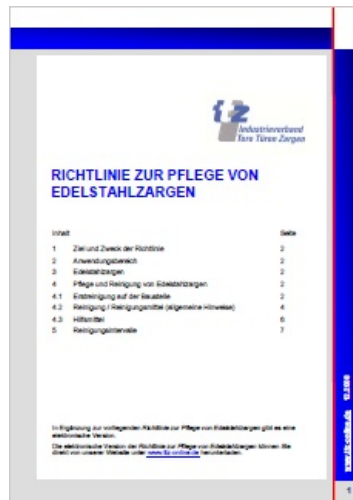 ttz
Industrieverband
Tore Türen Zargen
RICHTLINIE ZUR PFLEGE VON
EDELSTAHLZARGEN
Inhalt Seite
1 Ziel und Zweck der Richtlinie 2
2 Anwendungsbereich 2
3 Edelstahlzargen 2
4 Pflege und Reinigung von Edelstahlzargen 2
4.1 Erstreinigung auf der Baustelle 2
4.2 Reinigung / Reinigungsmittel (allgemeine Hinweise) 4
4.3 Hilfsmittel 6
5 Reinigungsintervalle 7
In Ergänzung zur vorliegenden Richtlinie zur Pflege von Edelstahlzargen gibt es eine
elektronische Version.
Die elektronische Version der Richtlinie zur Pflege von Edelstahlzargen können Sie
direkt von unserer Website unter www.ttz-online.de herunterladen.
www.ttz-online.de
1